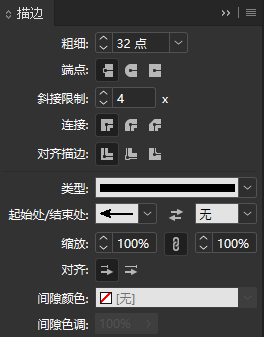 描边
粗细: 32 点
端点:
斜接限制: 4 x
连接:
对齐描边:
类型:
起始处/结束处: 无
缩放: 100% 100%
对齐:
间隙颜色: [无]
间隙色调: 100%